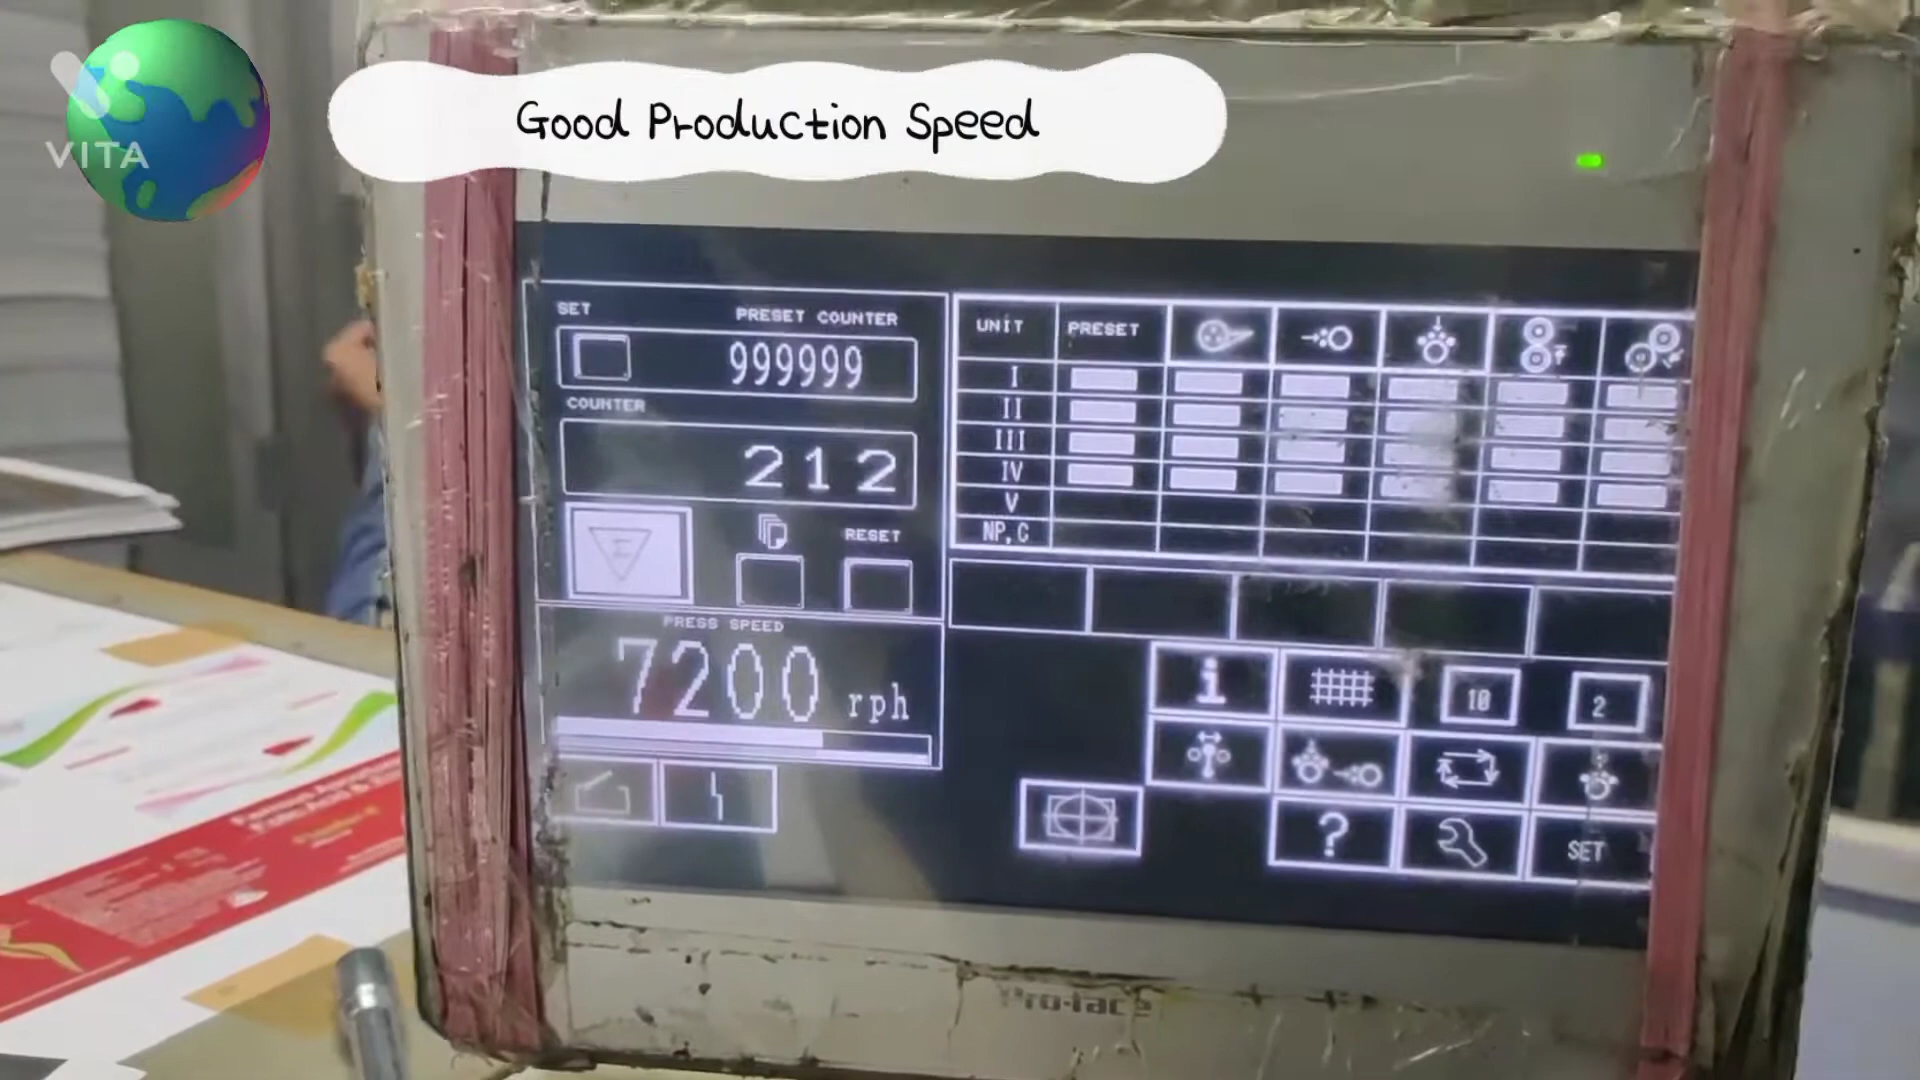 VITA
Good Production Speed
SET
PRESET COUNTER
999999
COUNTER
212
RESET
PRESS SPEED
7200 rph
UNIT
PRESET
I
II
III
IV
V
NP,C
i
10
2
?
SET
Pro-face